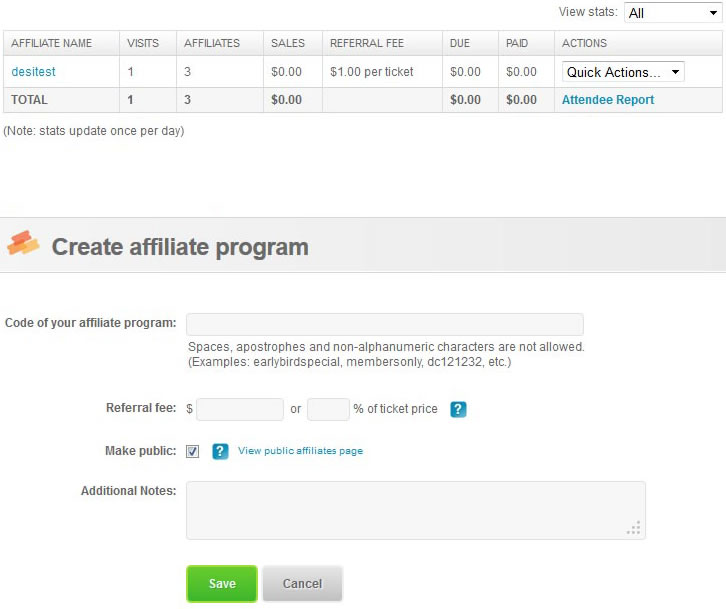 View stats: All
AFFILIATE NAME VISITS AFFILIATES SALES REFERRAL FEE DUE PAID ACTIONS
desitest 1 3 $0.00 $1.00 per ticket $0.00 $0.00 Quick Actions...
TOTAL 1 3 $0.00 $0.00 $0.00 Attendee Report
(Note: stats update once per day)
Create affiliate program
Code of your affiliate program:
Spaces, apostrophes and non-alphanumeric characters are not allowed.
(Examples: earlybirdspecial, membersonly, dc121232, etc.)
Referral fee: $ or % of ticket price ?
Make public: ? View public affiliates page
Additional Notes:
Save Cancel